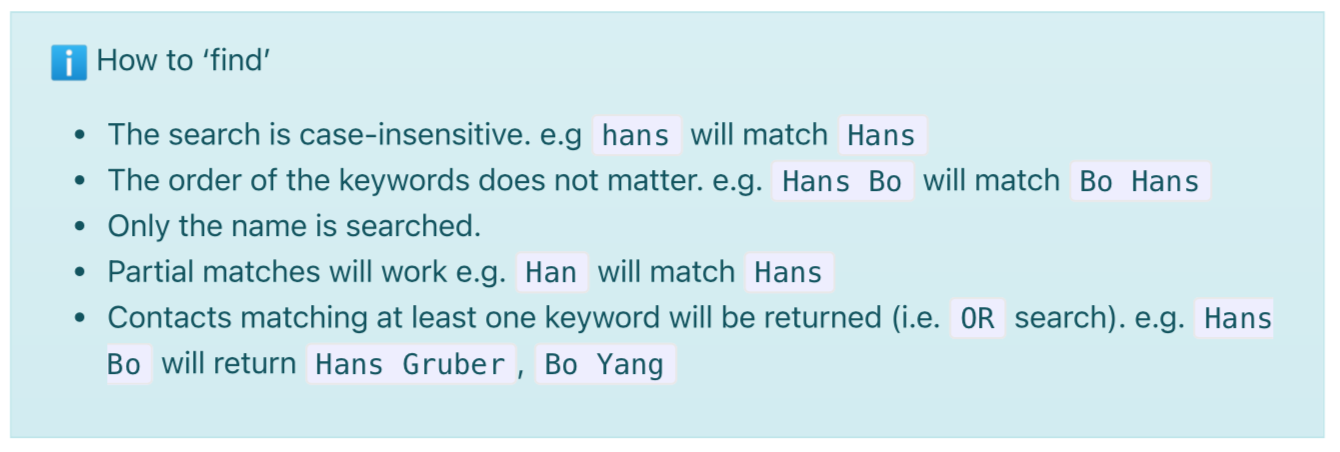 ℹ️ How to ‘find’
• The search is case-insensitive. e.g hans will match Hans
• The order of the keywords does not matter. e.g. Hans Bo will match Bo Hans
• Only the name is searched.
• Partial matches will work e.g. Han will match Hans
• Contacts matching at least one keyword will be returned (i.e. OR search). e.g. Hans
Bo will return Hans Gruber, Bo Yang